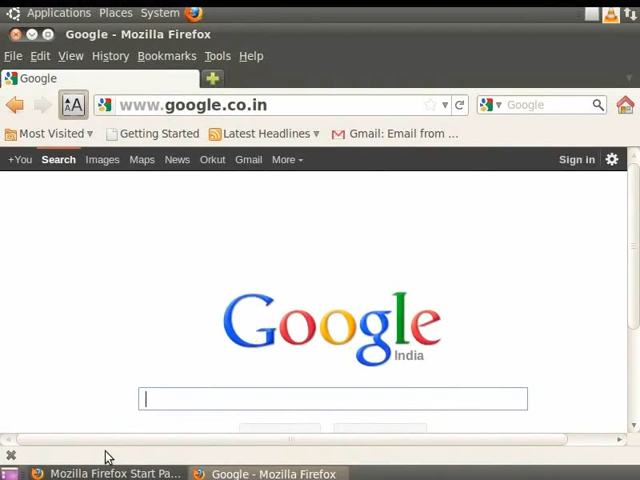 Applications Places System
Google - Mozilla Firefox
File Edit View History Bookmarks Tools Help
Google
AA www.google.co.in Google
Most Visited Getting Started Latest Headlines Gmail: Email from ...
+You Search Images Maps News Orkut Gmail More Sign in
Google
India
Mozilla Firefox Start Pa... Google - Mozilla Firefox